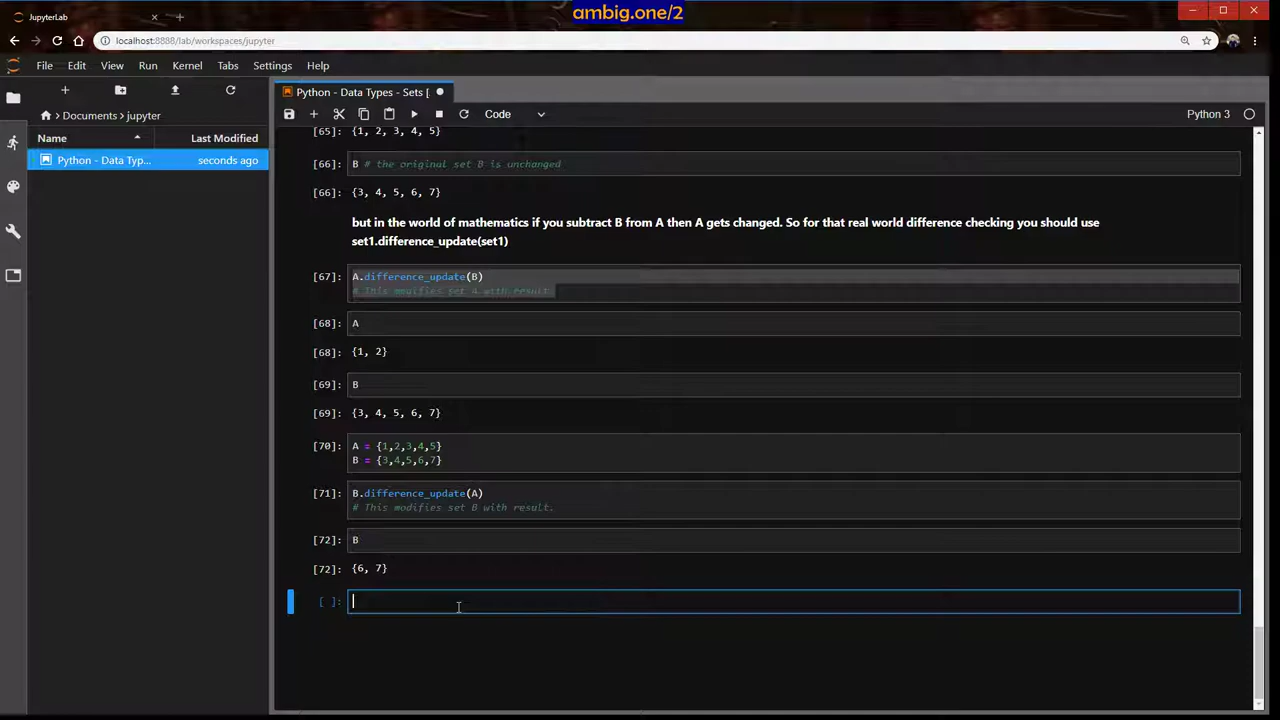 ambig.one/2
JupyterLab
localhost:8888/lab/workspaces/jupyter
File Edit View Run Kernel Tabs Settings Help
Python - Data Types - Sets [
Code
Python 3
Documents jupyter
Name Last Modified
Python - Data Typ... seconds ago
[65]: {1, 2, 3, 4, 5}
[66]: B # the original set B is unchanged
[66]: {3, 4, 5, 6, 7}
but in the world of mathematics if you subtract B from A then A gets changed. So for that real world difference checking you should use
set1.difference_update(set1)
[67]: A.difference_update(B)
# This modifies set A with result
[68]: A
[68]: {1, 2}
[69]: B
[69]: {3, 4, 5, 6, 7}
[70]: A = {1,2,3,4,5}
B = {3,4,5,6,7}
[71]: B.difference_update(A)
# This modifies set B with result.
[72]: B
[72]: {6, 7}
[ ]: